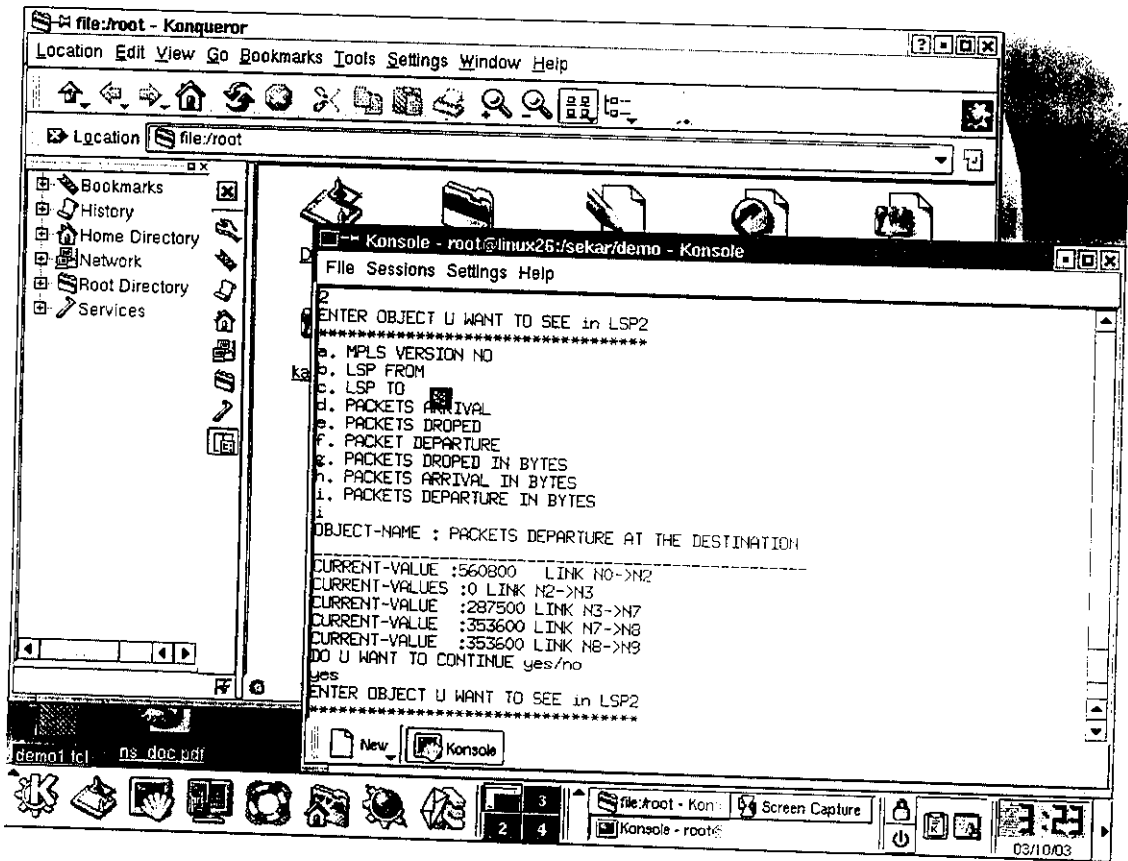 file:/root - Konqueror
Location Edit View Go Bookmarks Tools Settings Window Help
Location file:/root
Bookmarks
History
Home Directory
Network
Root Directory
Services
Konsole - root@linux26:/sekar/demo - Konsole
File Sessions Settings Help
2
ENTER OBJECT U WANT TO SEE in LSP2
***********************************
a. MPLS VERSION NO
b. LSP FROM
c. LSP TO
d. PACKETS ARRIVAL
e. PACKETS DROPED
f. PACKET DEPARTURE
g. PACKETS DROPED IN BYTES
h. PACKETS ARRIVAL IN BYTES
i. PACKETS DEPARTURE IN BYTES
i
OBJECT-NAME : PACKETS DEPARTURE AT THE DESTINATION
CURRENT-VALUE :560800 LINK N0->N2
CURRENT-VALUES :0 LINK N2->N3
CURRENT-VALUE :287500 LINK N3->N7
CURRENT-VALUE :353600 LINK N7->N8
CURRENT-VALUE :353600 LINK N8->N9
DO U WANT TO CONTINUE yes/no
yes
ENTER OBJECT U WANT TO SEE in LSP2
***********************************
New Konsole
demo1.tcl ns_doc.pdf
3
2 4
file:/root - Kon
Screen Capture
Konsole - root@
3:23
03/10/03